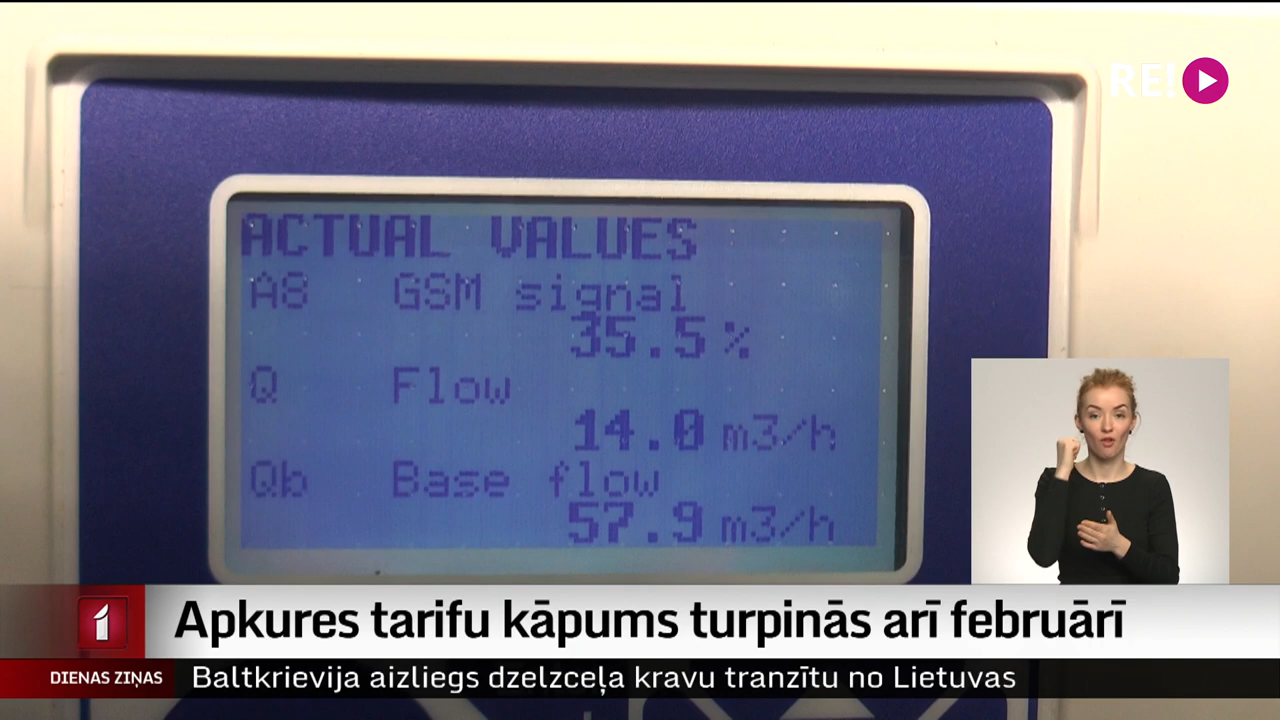 RE!
ACTUAL VALUES
A8 GSM signal
35.5 %
Q Flow
14.0 m3/h
Qb Base flow
57.9 m3/h
1 Apkures tarifu kāpums turpinās arī februārī
DIENAS ZIŅAS Baltkrievija aizliegs dzelzceļa kravu tranzītu no Lietuvas